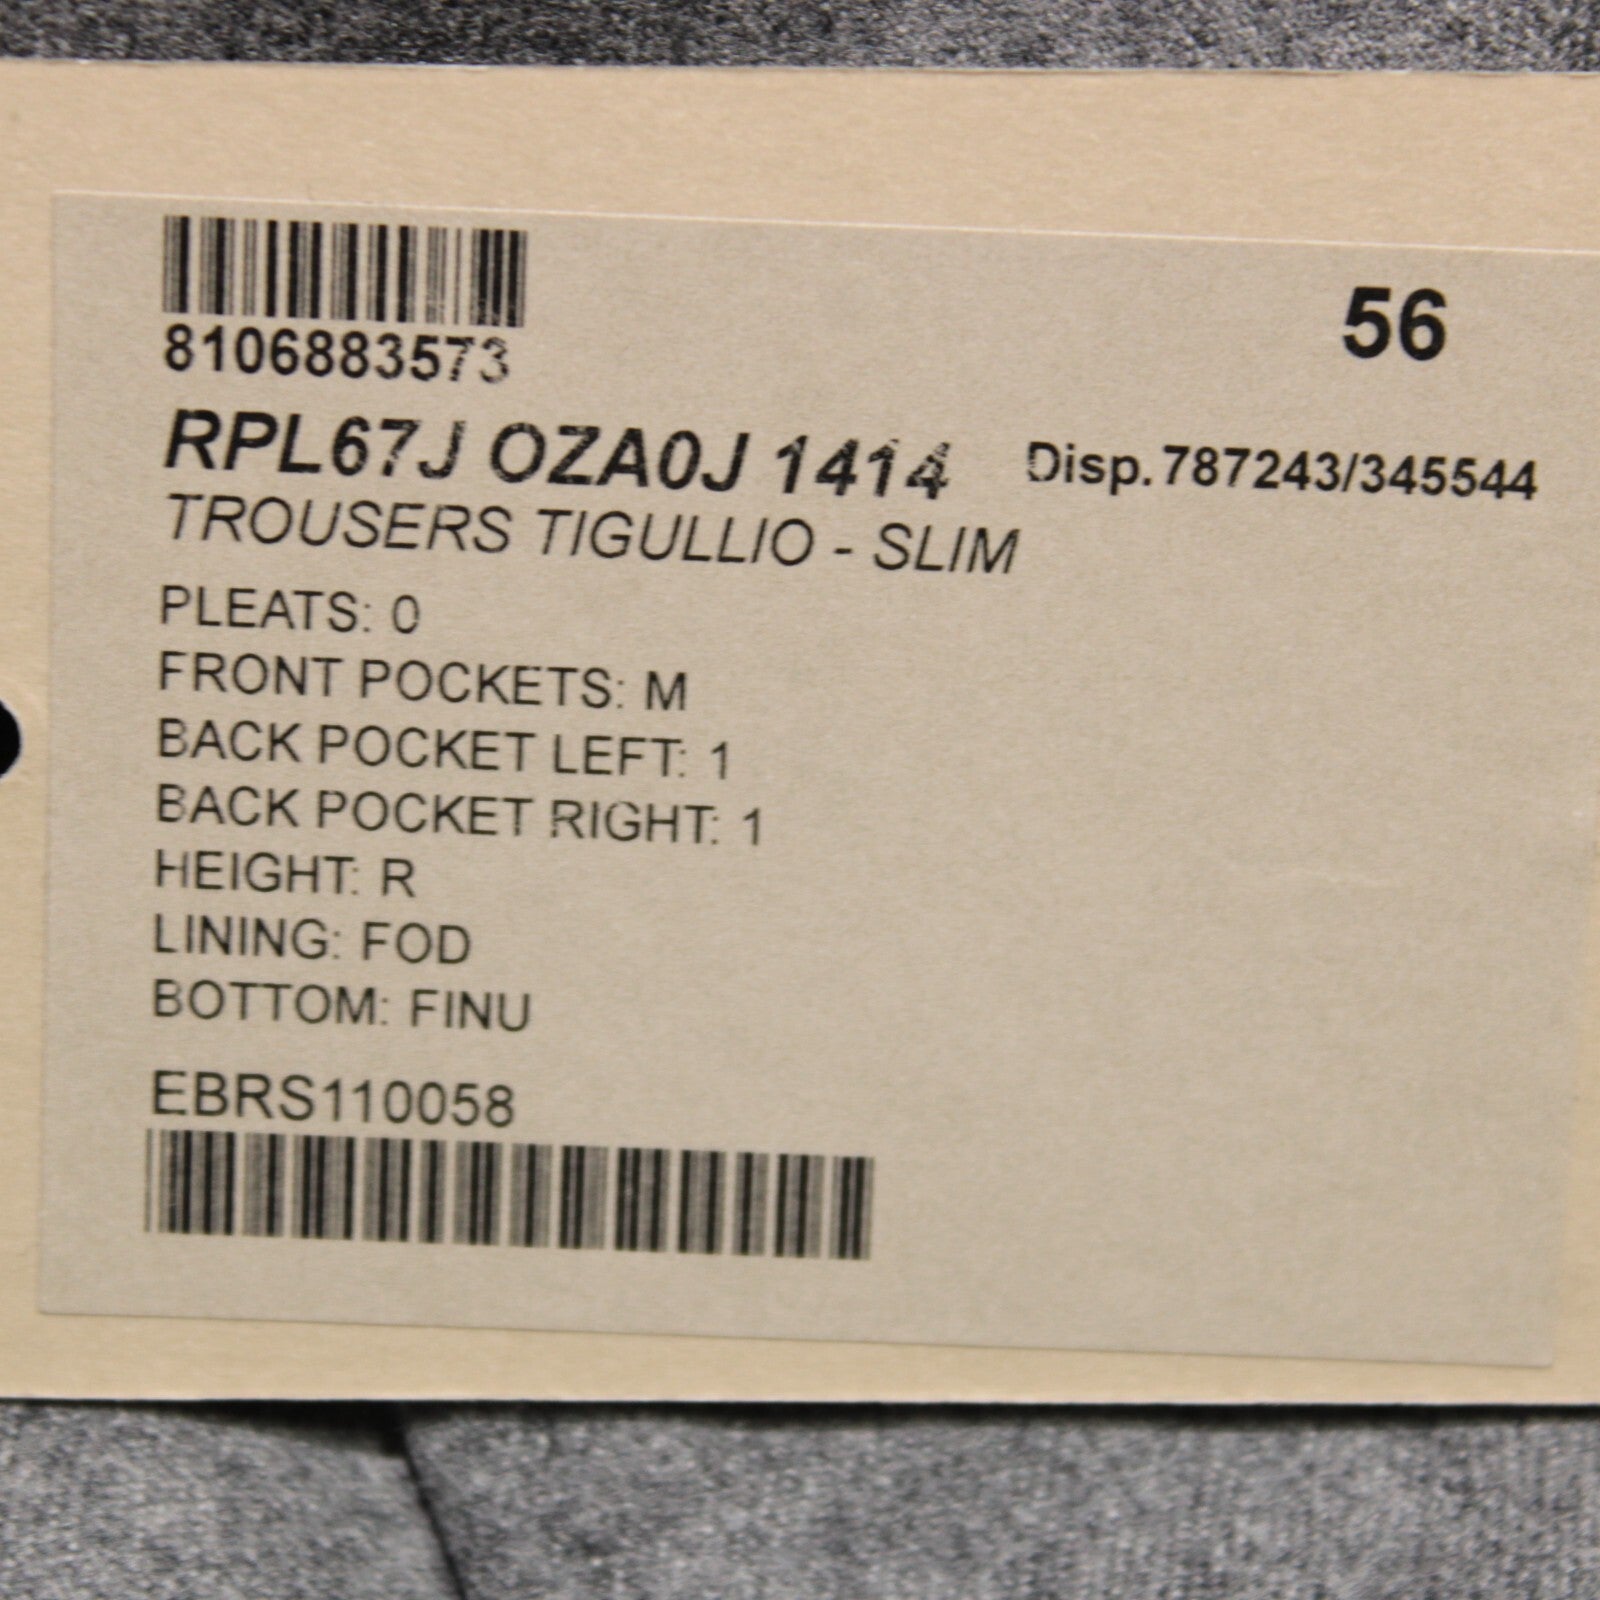 8106883573
56
RPL67J OZA0J 1414
Disp.787243/345544
TROUSERS TIGULLIO - SLIM
PLEATS: 0
FRONT POCKETS: M
BACK POCKET LEFT: 1
BACK POCKET RIGHT: 1
HEIGHT: R
LINING: FOD
BOTTOM: FINU
EBRS110058